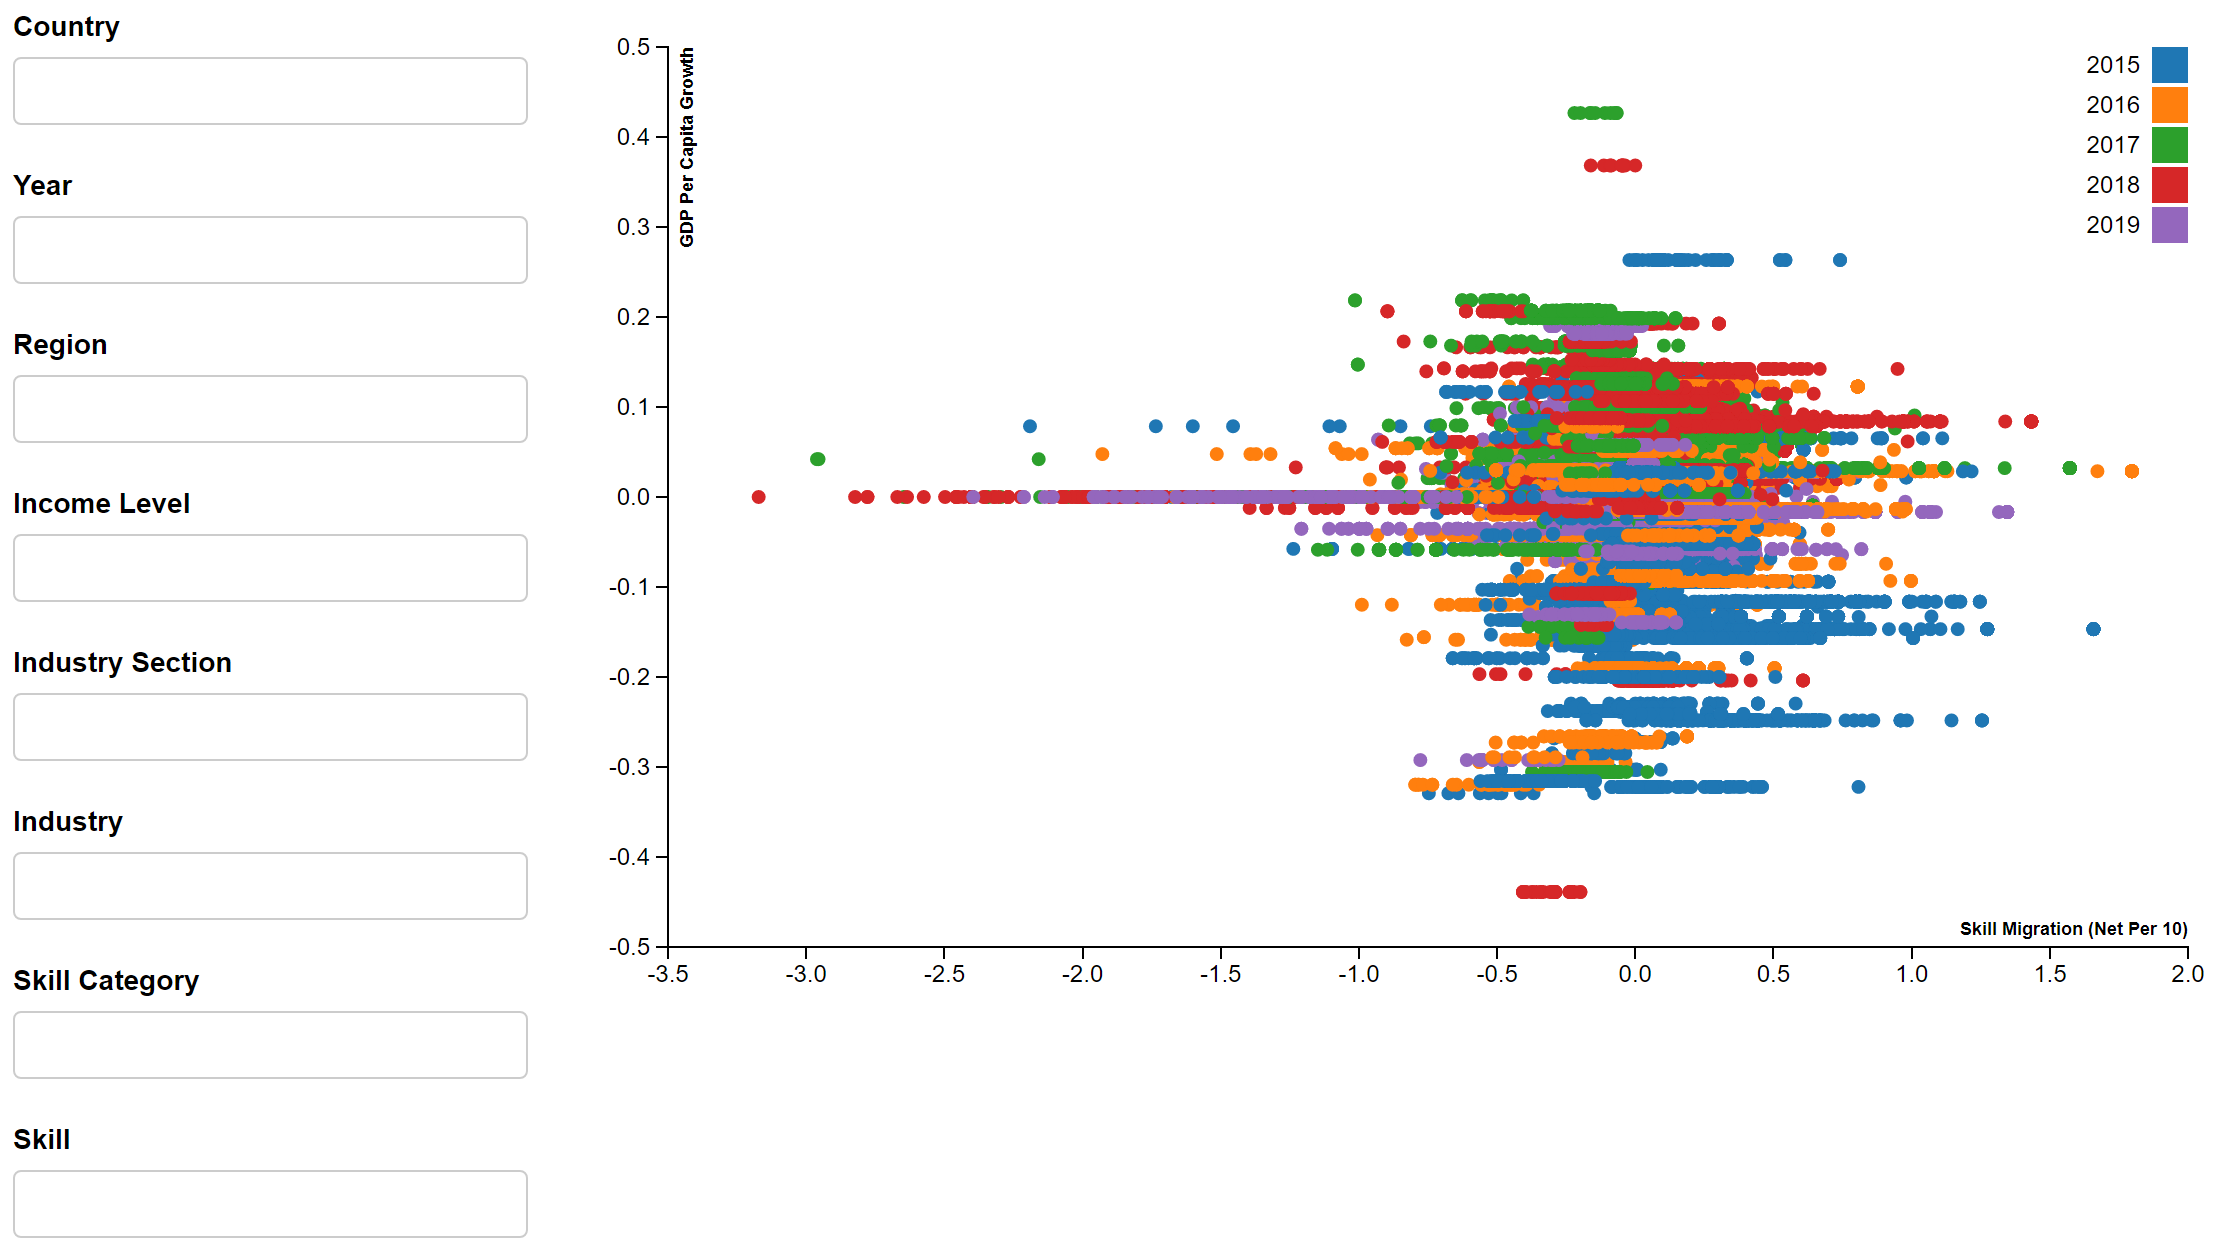 Country
Year
Region
Income Level
Industry Section
Industry
Skill Category
Skill
0.5
0.4
0.3
0.2
0.1
0.0
-0.1
-0.2
-0.3
-0.4
-0.5
GDP Per Capita Growth
2015
2016
2017
2018
2019
Skill Migration (Net Per 10)
-3.5 -3.0 -2.5 -2.0 -1.5 -1.0 -0.5 0.0 0.5 1.0 1.5 2.0